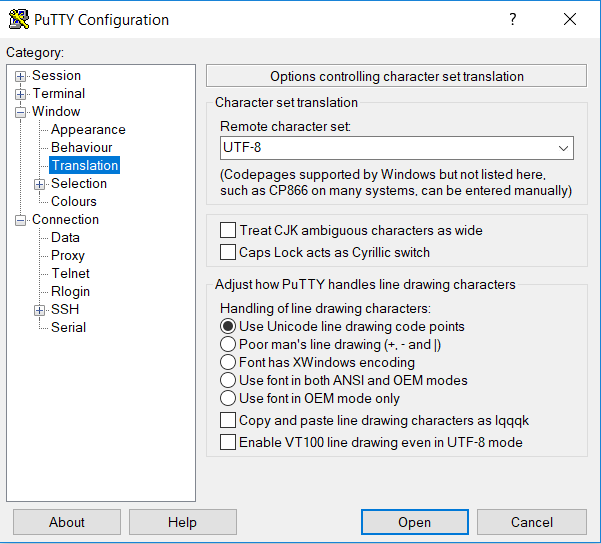 PuTTY Configuration
?
Category:
Session
Terminal
Window
Appearance
Behaviour
Translation
Selection
Colours
Connection
Data
Proxy
Telnet
Rlogin
SSH
Serial
Options controlling character set translation
Character set translation
Remote character set:
UTF-8
(Codepages supported by Windows but not listed here,
such as CP866 on many systems, can be entered manually)
Treat CJK ambiguous characters as wide
Caps Lock acts as Cyrillic switch
Adjust how PuTTY handles line drawing characters
Handling of line drawing characters:
Use Unicode line drawing code points
Poor man's line drawing (+, - and |)
Font has XWindows encoding
Use font in both ANSI and OEM modes
Use font in OEM mode only
Copy and paste line drawing characters as lqqqk
Enable VT100 line drawing even in UTF-8 mode
About
Help
Open
Cancel